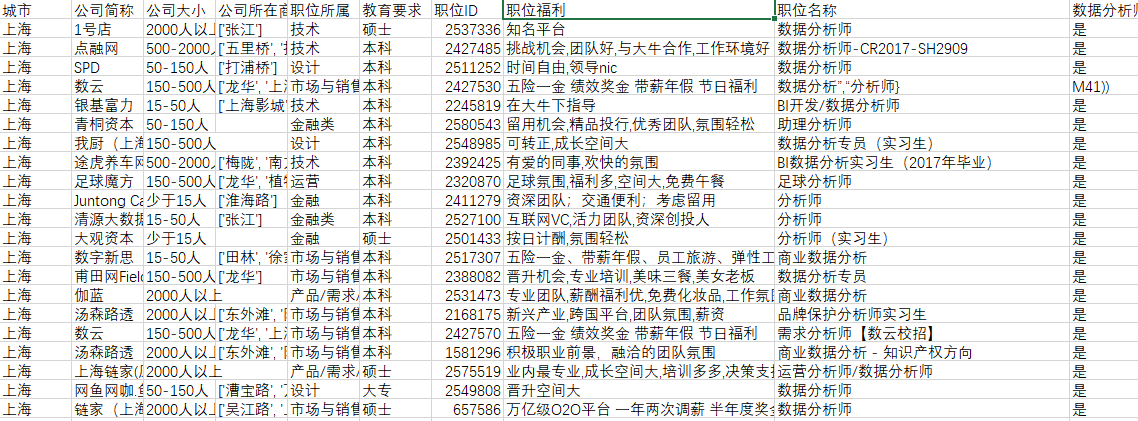 城市 公司简称 公司大小 公司所在商 职位所属 教育要求 职位ID 职位福利 职位名称 数据分析师
上海 1号店 2000人以上 ['张江'] 技术 硕士 2537336 知名平台 数据分析师 是
上海 点融网 500-2000 ['五里桥', '打 技术 本科 2427485 挑战机会,团队好,与大牛合作,工作环境好 数据分析师-CR2017-SH2909 是
上海 SPD 50-150人 ['打浦桥'] 设计 本科 2511252 时间自由,领导nic 数据分析师 是
上海 数云 150-500人 ['龙华', '上海 市场与销售 本科 2427530 五险一金 绩效奖金 带薪年假 节日福利 数据分析”,“分析师} M41))
上海 银基富力 15-50人 ['上海影城' 技术 本科 2245819 在大牛下指导 BI开发/数据分析师 是
上海 青桐资本 50-150人 金融类 本科 2580543 留用机会,精品投行,优秀团队,氛围轻松 助理分析师 是
上海 我厨（上海 150-500人 设计 本科 2548985 可转正,成长空间大 数据分析专员（实习生） 是
上海 途虎养车网 500-2000 ['梅陇', '南方 技术 本科 2392425 有爱的同事,欢快的氛围 BI数据分析实习生（2017年毕业） 是
上海 足球魔方 150-500人 ['龙华', '植物 运营 本科 2320870 足球氛围,福利多,空间大,免费午餐 足球分析师 是
上海 Juntong Ca 少于15人 ['淮海路'] 金融 本科 2411279 资深团队；交通便利；考虑留用 分析师 是
上海 清源大数据 15-50人 ['张江'] 金融类 本科 2527100 互联网VC,活力团队,资深创投人 分析师 是
上海 大观资本 少于15人 金融 硕士 2501433 按日计酬,氛围轻松 分析师（实习生） 是
上海 数字新思 15-50人 ['田林', '徐家 市场与销售 本科 2517307 五险一金、带薪年假、员工旅游、弹性工 商业数据分析 是
上海 甫田网Field 150-500人 ['龙华'] 市场与销售 本科 2388082 晋升机会,专业培训,美味三餐,美女老板 数据分析专员 是
上海 伽蓝 2000人以上 产品/需求/ 本科 2531473 专业团队,薪酬福利优,免费化妆品,工作氛围 商业数据分析 是
上海 汤森路透 2000人以上 ['东外滩', ' 市场与销售 本科 2168175 新兴产业,跨国平台,团队氛围,薪资 品牌保护分析师实习生 是
上海 数云 150-500人 ['龙华', '上海 市场与销售 本科 2427570 五险一金 绩效奖金 带薪年假 节日福利 需求分析师【数云校招】 是
上海 汤森路透 2000人以上 ['东外滩', ' 市场与销售 本科 1581296 积极职业前景，融洽的团队氛围 商业数据分析 - 知识产权方向 是
上海 上海链家(原 2000人以上 产品/需求/ 硕士 2575519 业内最专业,成长空间大,培训多多,决策支持 运营分析师/数据分析师 是
上海 网鱼网咖. 50-150人 ['漕宝路', ' 设计 大专 2549808 晋升空间大 数据分析师 是
上海 链家（上海 2000人以上 ['吴江路', ' 市场与销售 硕士 657586 万亿级O2O平台 一年两次调薪 半年度奖金 数据分析师 是